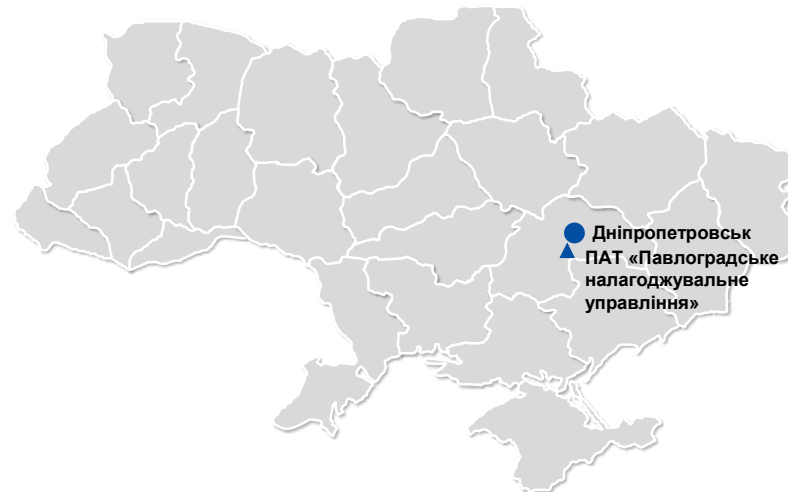 Дніпропетровськ
ПАТ «Павлоградське
налагоджувальне
управління»